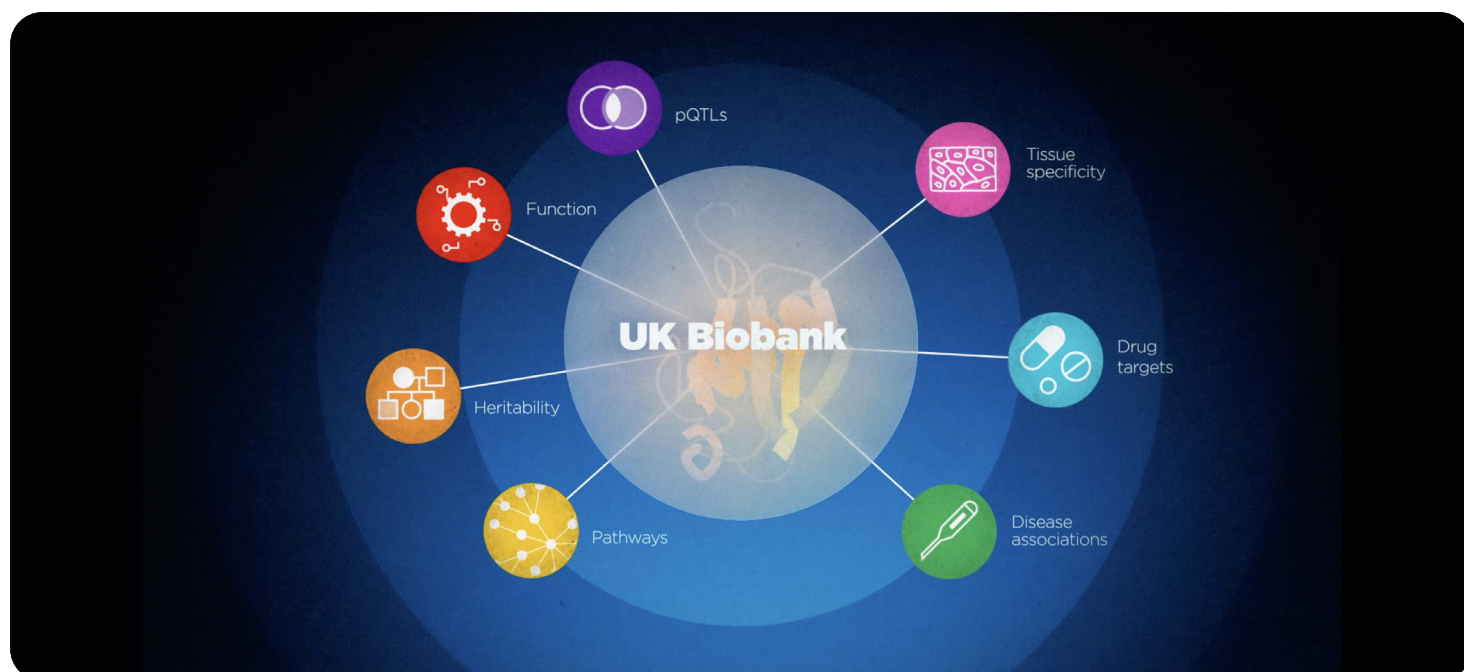 pQTLs
Tissue
specificity
Function
UK Biobank
Drug
targets
Heritability
Disease
associations
Pathways